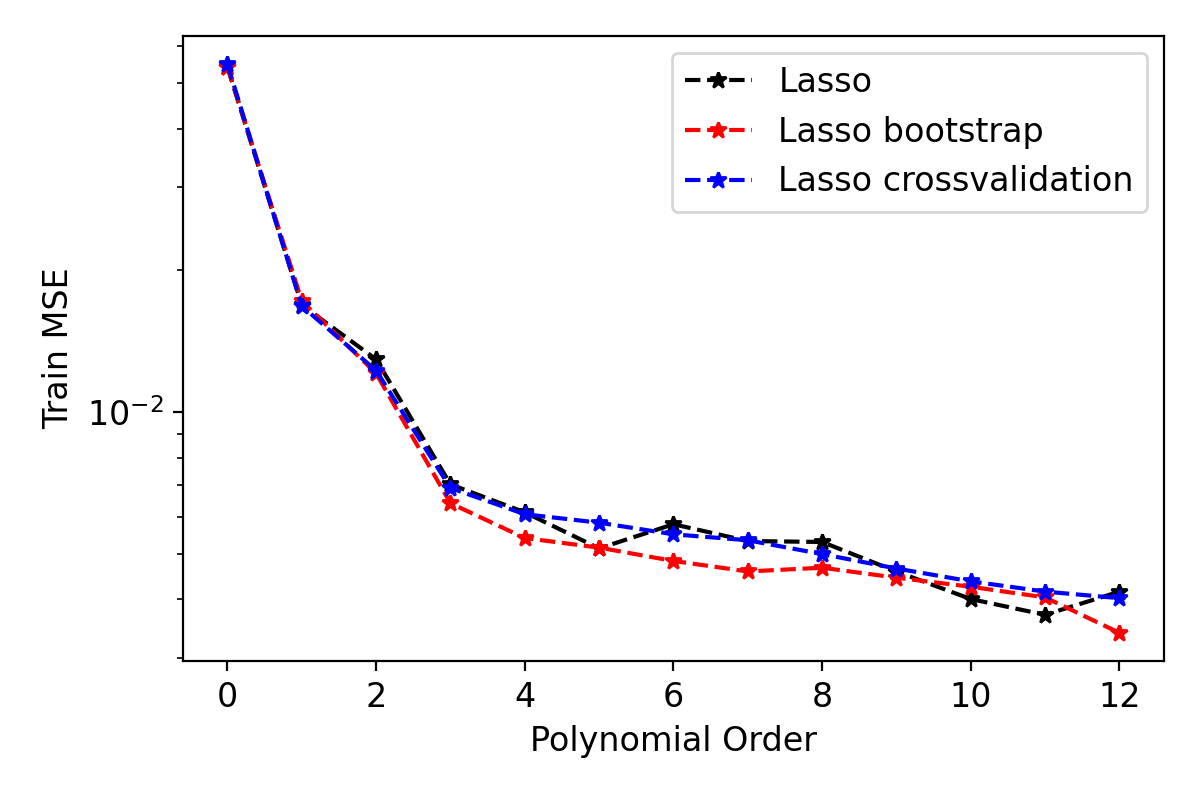 Lasso
Lasso bootstrap
Lasso crossvalidation
Train MSE
10⁻²
0 2 4 6 8 10 12
Polynomial Order